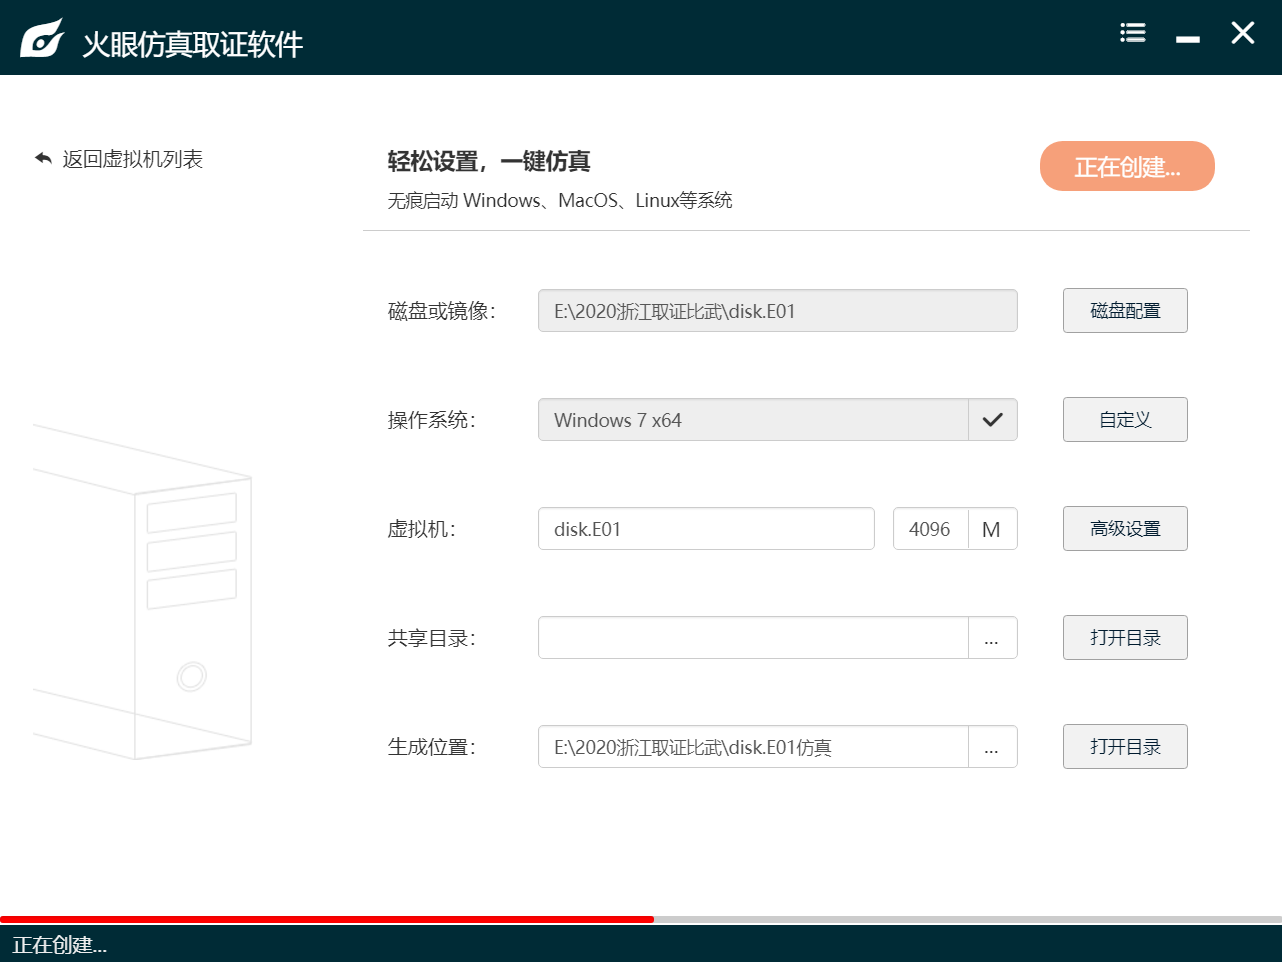 火眼仿真取证软件
返回虚拟机列表
轻松设置，一键仿真
正在创建...
无痕启动 Windows、MacOS、Linux等系统
磁盘或镜像： E:\2020浙江取证比武\disk.E01 磁盘配置
操作系统： Windows 7 x64 自定义
虚拟机： disk.E01 4096 M 高级设置
共享目录： ... 打开目录
生成位置： E:\2020浙江取证比武\disk.E01仿真 ... 打开目录
正在创建...